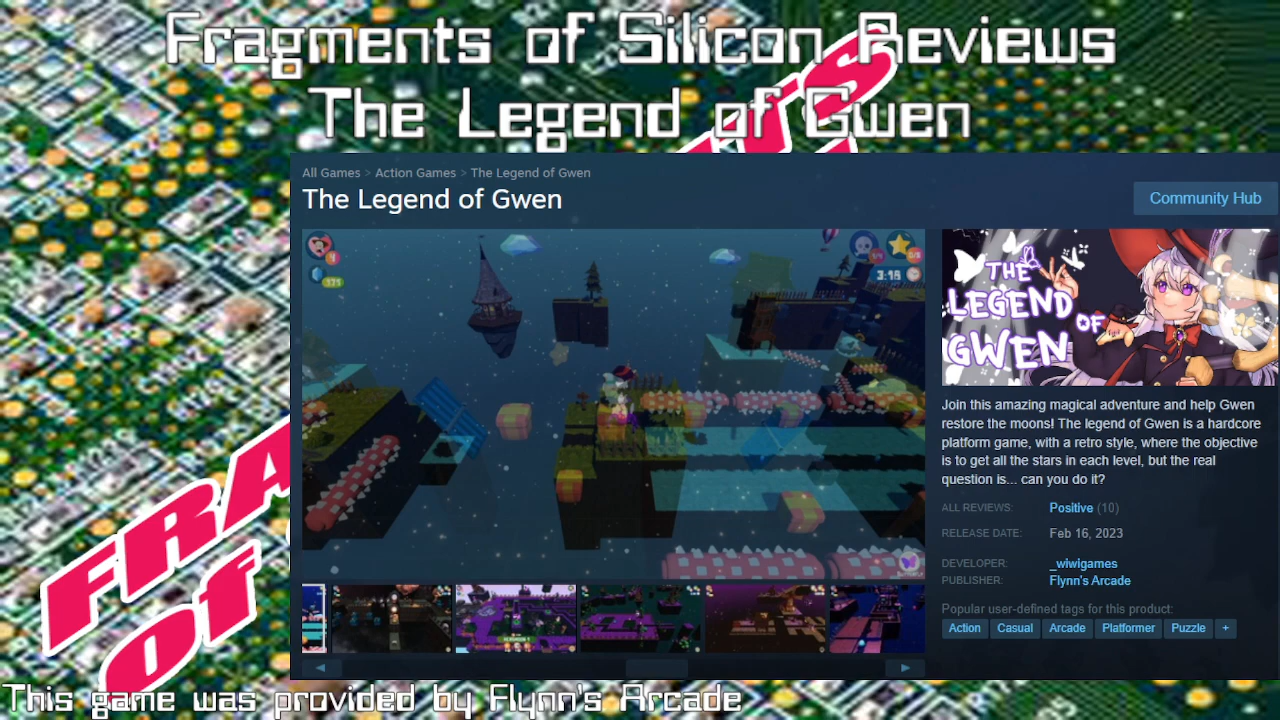 Fragments of Silicon Reviews
The Legend of Gwen
All Games > Action Games > The Legend of Gwen
The Legend of Gwen
Community Hub
3:16
THE
LEGEND
OF
GWEN
Join this amazing magical adventure and help Gwen
restore the moons! The legend of Gwen is a hardcore
platform game, with a retro style, where the objective
is to get all the stars in each level, but the real
question is... can you do it?
ALL REVIEWS: Positive (10)
RELEASE DATE: Feb 16, 2023
DEVELOPER: _wiwigames
PUBLISHER: Flynn's Arcade
Popular user-defined tags for this product:
Action Casual Arcade Platformer Puzzle +
FRA
Of
This game was provided by Flynn's Arcade